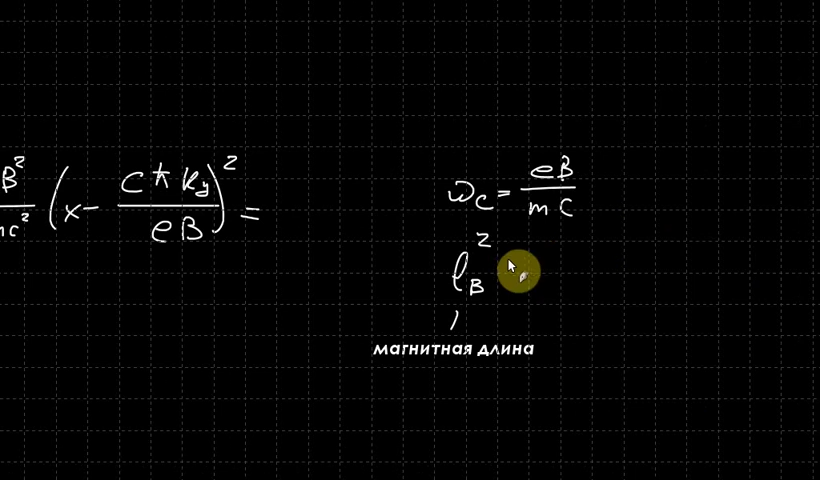 B² / mc² (x - cħk_y / eB)² =
ω_c = eB / mc
ℓ_B²
магнитная длина